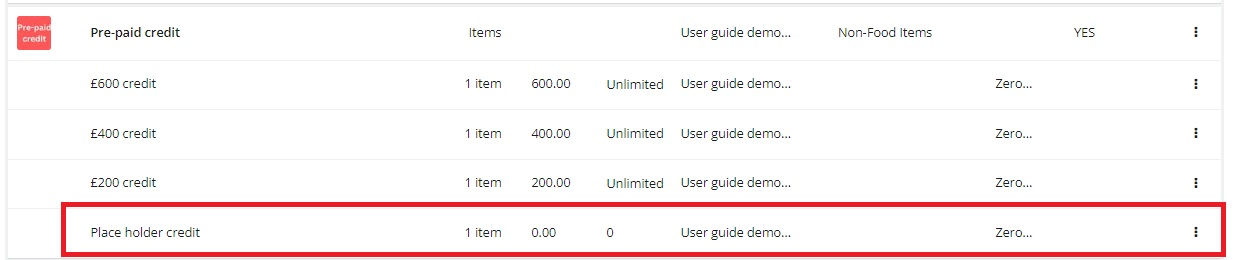 Pre-paid credit
Pre-paid credit Items User guide demo... Non-Food Items YES
£600 credit 1 item 600.00 Unlimited User guide demo... Zero...
£400 credit 1 item 400.00 Unlimited User guide demo... Zero...
£200 credit 1 item 200.00 Unlimited User guide demo... Zero...
Place holder credit 1 item 0.00 0 User guide demo... Zero...